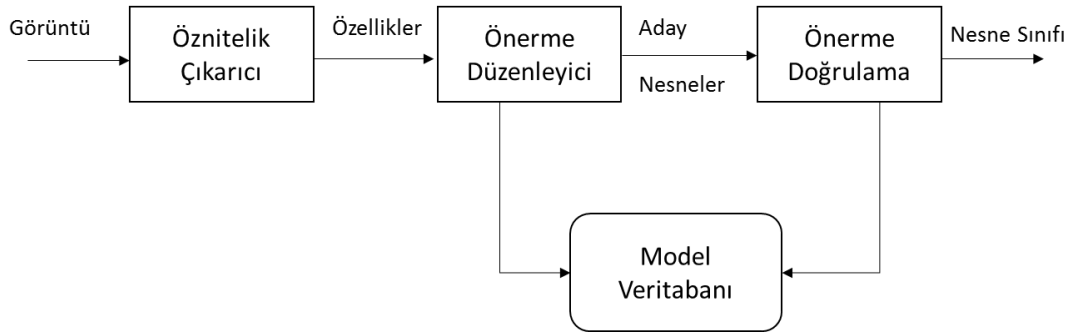 Görüntü
Öznitelik
Çıkarıcı
Özellikler
Önerme
Düzenleyici
Aday
Nesneler
Önerme
Doğrulama
Nesne Sınıfı
Model
Veritabanı